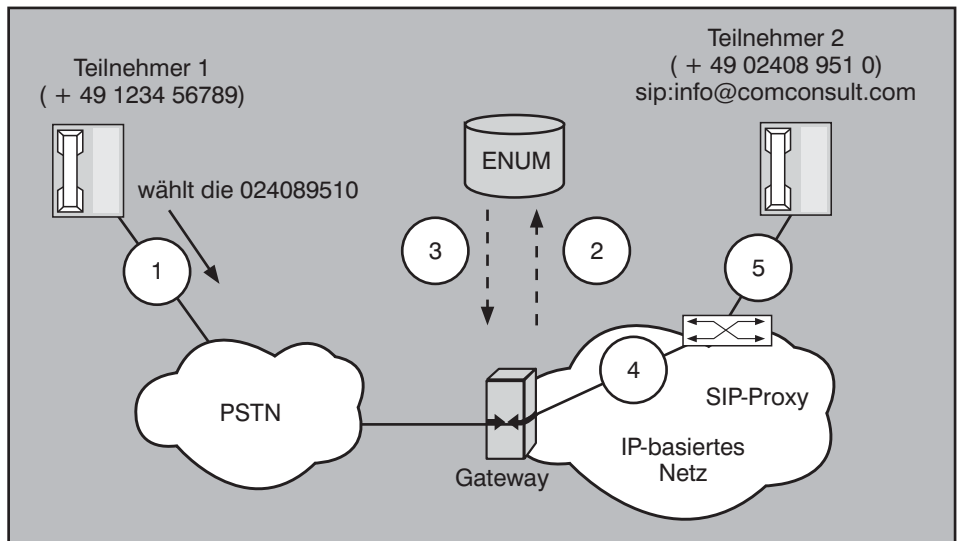 Teilnehmer 1
( + 49 1234 56789)
Teilnehmer 2
( + 49 02408 951 0)
sip:info@comconsult.com
ENUM
wählt die 024089510
1
3
2
5
4
PSTN
SIP-Proxy
IP-basiertes
Netz
Gateway